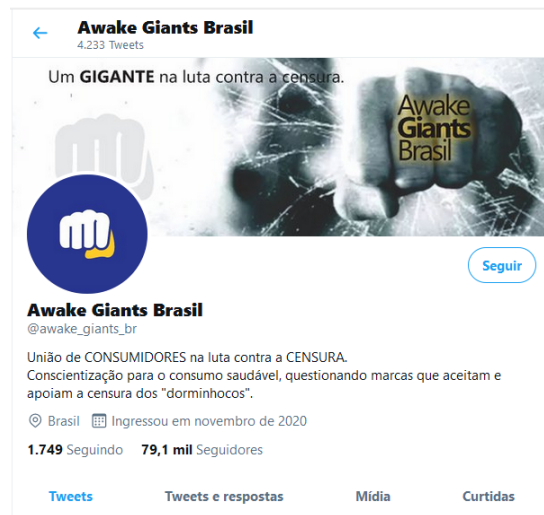 Awake Giants Brasil
4.233 Tweets
Um GIGANTE na luta contra a censura.
Awake
Giants
Brasil
Seguir
Awake Giants Brasil
@awake_giants_br
União de CONSUMIDORES na luta contra a CENSURA.
Conscientização para o consumo saudável, questionando marcas que aceitam e
apoiam a censura dos "dorminhocos".
Brasil Ingressou em novembro de 2020
1.749 Seguindo 79,1 mil Seguidores
Tweets Tweets e respostas Mídia Curtidas